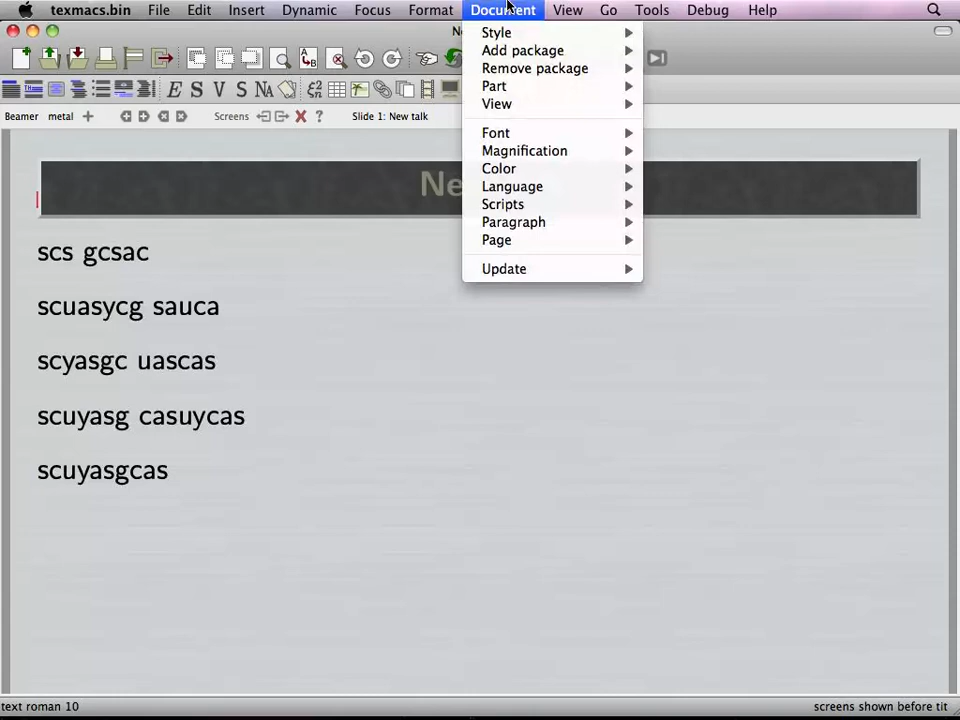 texmacs.bin File Edit Insert Dynamic Focus Format Document View Go Tools Debug Help
Style
Add package
Remove package
Part
View
Font
Magnification
Color
Language
Scripts
Paragraph
Page
Update
Beamer metal Screens ? Slide 1: New talk
scs gcsac
scuasycg sauca
scyasgc uascas
scuyasg casuycas
scuyasgcas
text roman 10 screens shown before tit